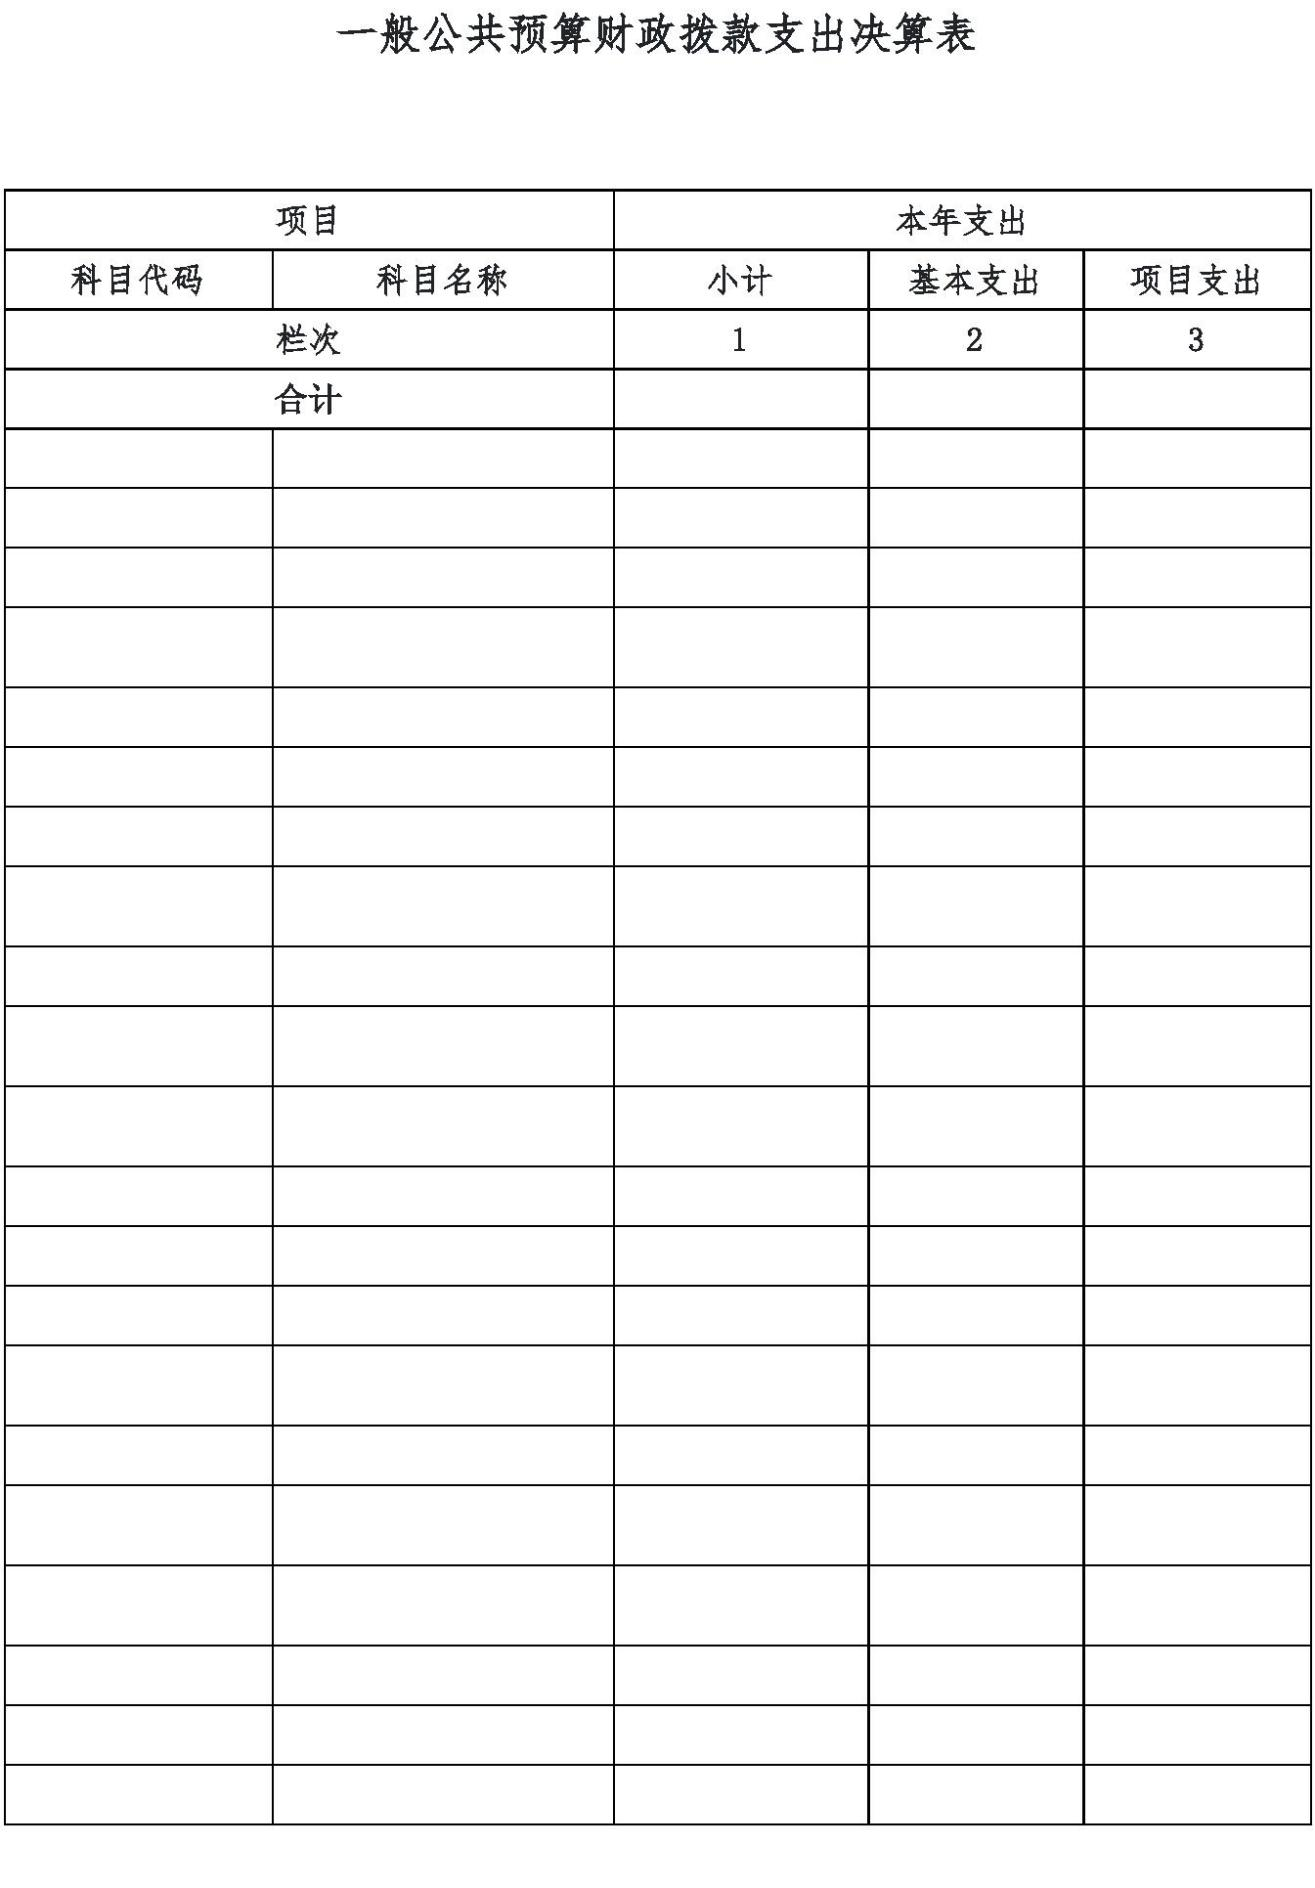 一般公共预算财政拨款支出决算表
项目 本年支出
科目代码 科目名称 小计 基本支出 项目支出
栏次 1 2 3
合计